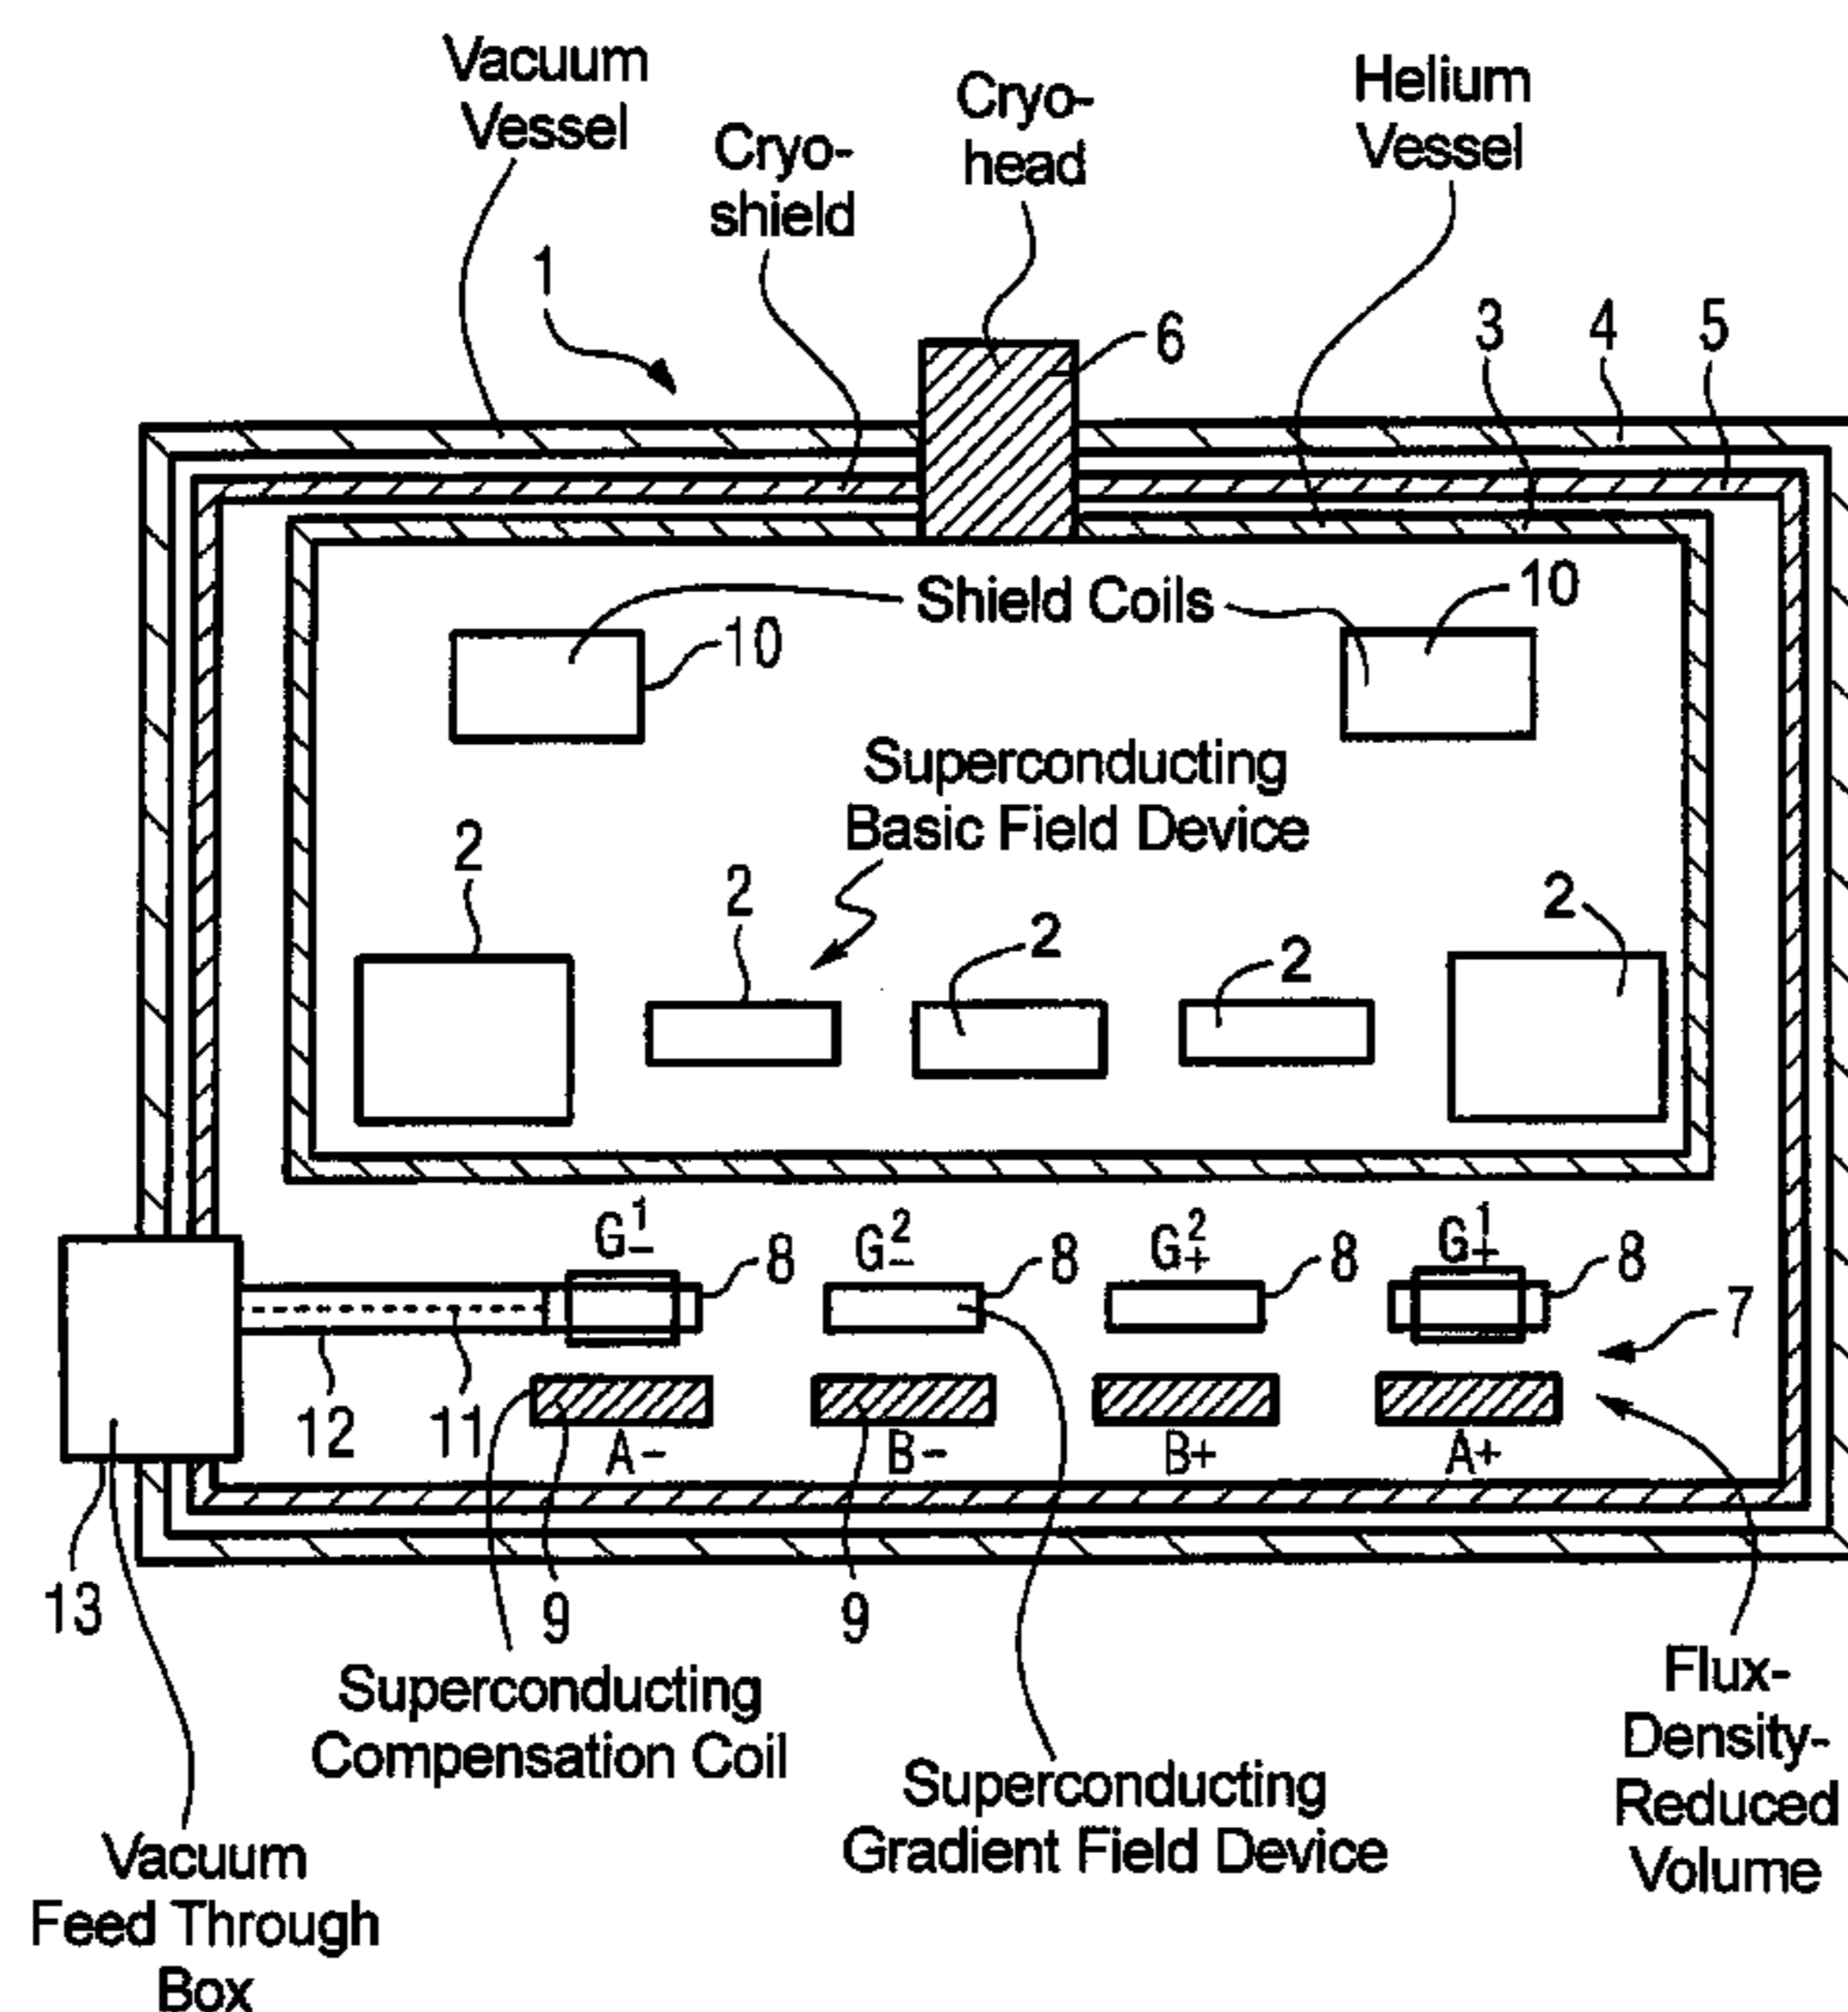 Vacuum
Vessel
Cryo-
shield
Cryo-
head
Helium
Vessel
1
6
3
4
5
Shield Coils
10
10
Superconducting
Basic Field Device
2
2
2
2
2
G¹₋
8
G²₋
8
G²₊
8
G¹₊
8
7
12
11
A-
B-
B+
A+
13
9
9
Superconducting
Compensation Coil
Superconducting
Gradient Field Device
Flux-
Density-
Reduced
Volume
Vacuum
Feed Through
Box